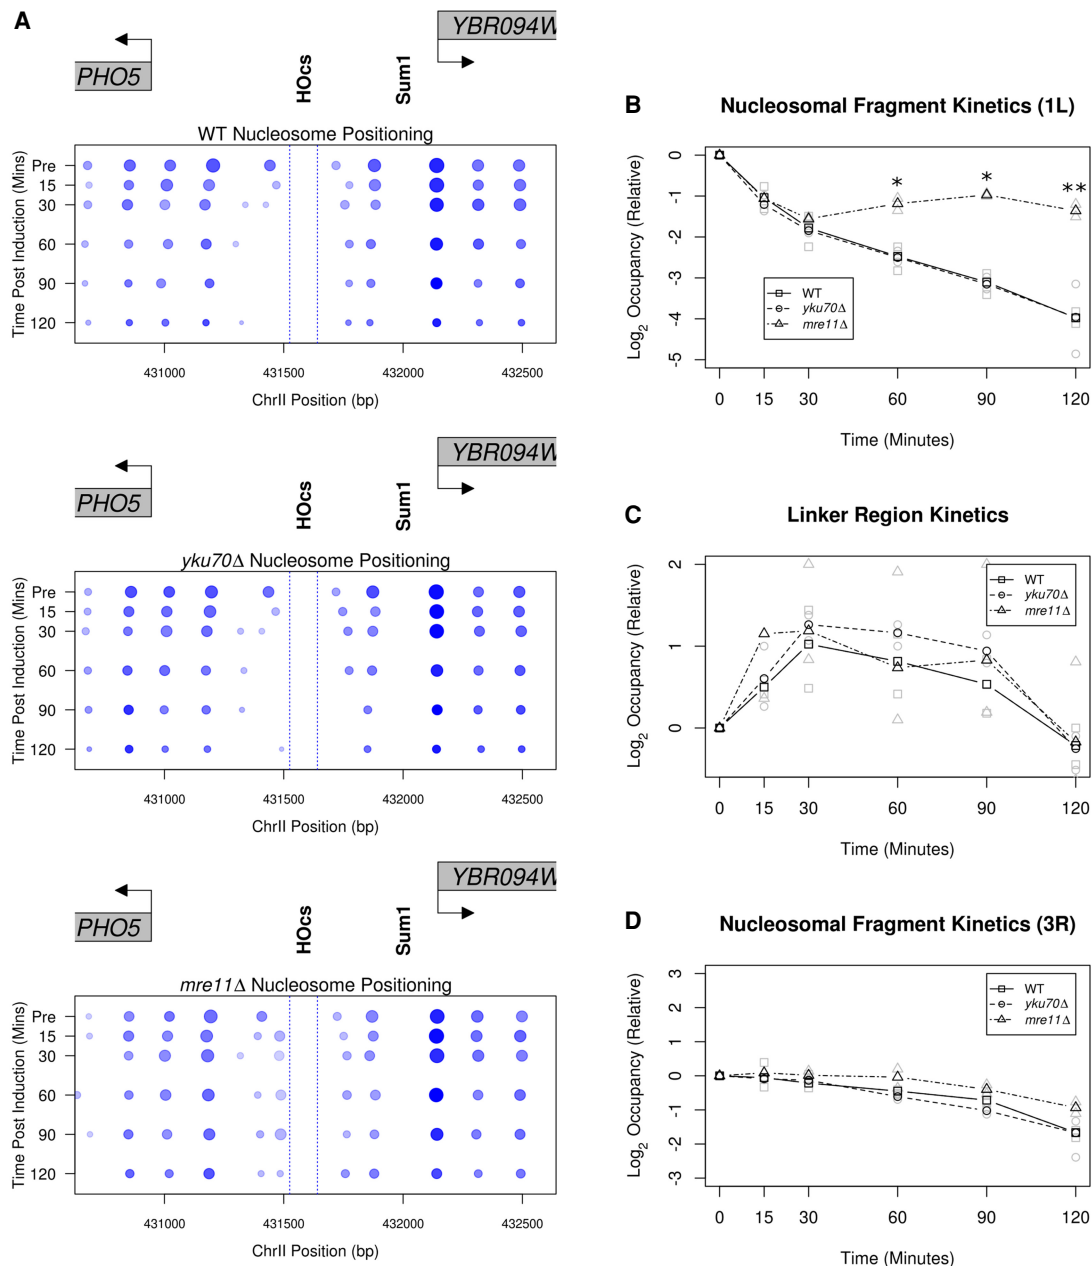 A
PHO5
YBR094W
HOcs
Sum1
WT Nucleosome Positioning
Time Post Induction (Mins)
Pre
15
30
60
90
120
431000 431500 432000 432500
ChrII Position (bp)
PHO5
YBR094W
HOcs
Sum1
yku70Δ Nucleosome Positioning
Time Post Induction (Mins)
Pre
15
30
60
90
120
431000 431500 432000 432500
ChrII Position (bp)
PHO5
YBR094W
HOcs
Sum1
mre11Δ Nucleosome Positioning
Time Post Induction (Mins)
Pre
15
30
60
90
120
431000 431500 432000 432500
ChrII Position (bp)
B
Nucleosomal Fragment Kinetics (1L)
Log2 Occupancy (Relative)
0
-1
-2
-3
-4
-5
*
*
**
WT
yku70Δ
mre11Δ
0 15 30 60 90 120
Time (Minutes)
C
Linker Region Kinetics
Log2 Occupancy (Relative)
2
1
0
WT
yku70Δ
mre11Δ
0 15 30 60 90 120
Time (Minutes)
D
Nucleosomal Fragment Kinetics (3R)
Log2 Occupancy (Relative)
3
2
1
0
-1
-2
-3
WT
yku70Δ
mre11Δ
0 15 30 60 90 120
Time (Minutes)